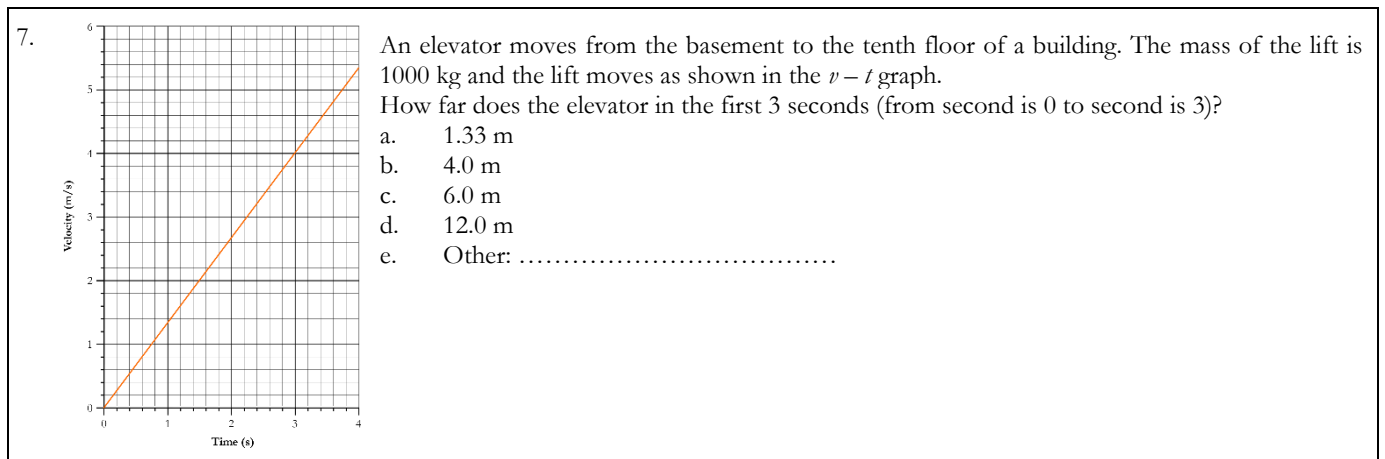 7.
An elevator moves from the basement to the tenth floor of a building. The mass of the lift is
1000 kg and the lift moves as shown in the v – t graph.
How far does the elevator in the first 3 seconds (from second is 0 to second is 3)?
a. 1.33 m
b. 4.0 m
c. 6.0 m
d. 12.0 m
e. Other: ………………………………
6
5
4
3
2
1
0
Velocity (m/s)
0 1 2 3 4
Time (s)